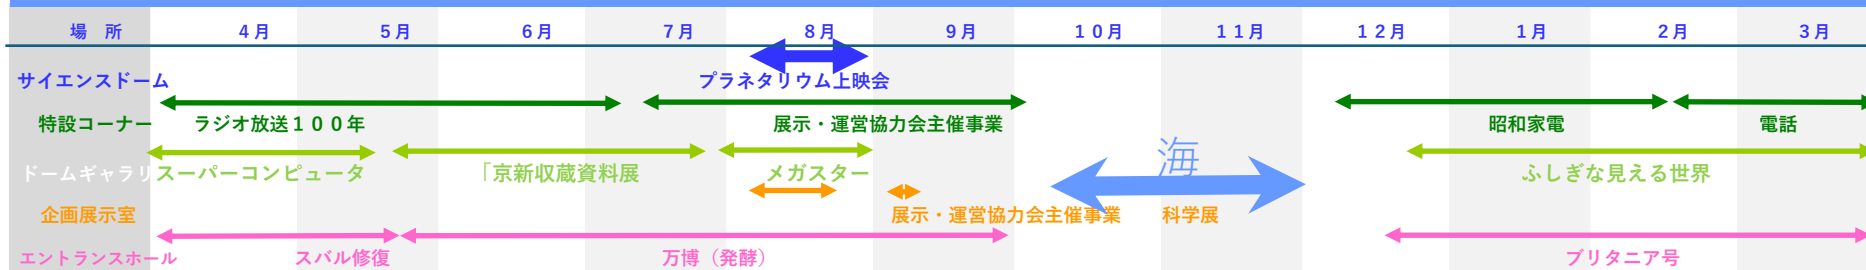 場　所 ４月 ５月 ６月 ７月 ８月 ９月 １０月 １１月 １２月 １月 ２月 ３月
サイエンスドーム プラネタリウム上映会
特設コーナー ラジオ放送１００年 展示・運営協力会主催事業 昭和家電 電話
海
ドームギャラリ スーパーコンピュータ 「京新収蔵資料展 メガスター ふしぎな見える世界
企画展示室 展示・運営協力会主催事業 科学展
エントランスホール スバル修復 万博（発酵） ブリタニア号